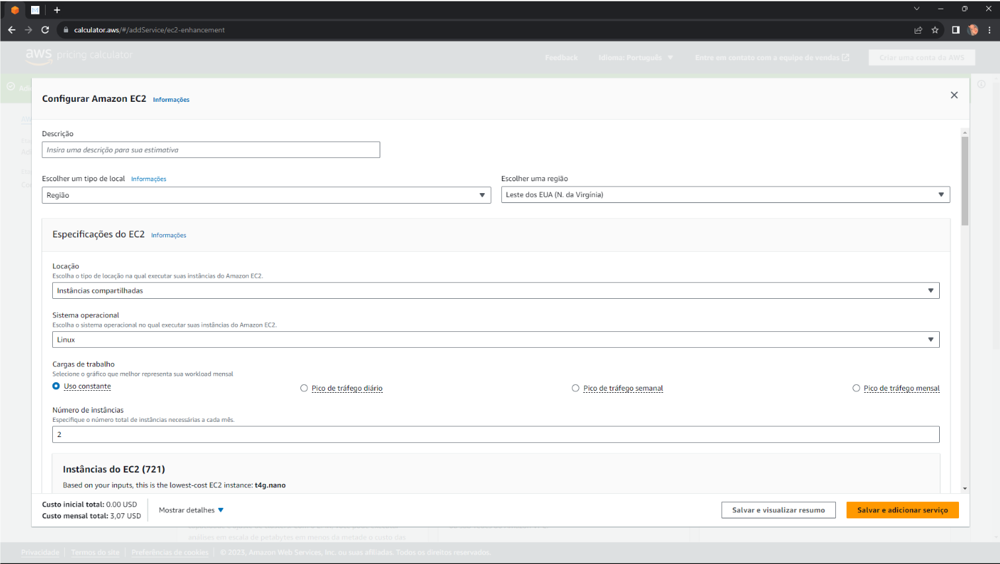 calculator.aws/#/addService/ec2-enhancement
aws pricing calculator
Feedback
Idioma: Português
Entre em contato com a equipe de vendas
Criar uma conta da AWS
Configurar Amazon EC2 Informações
Descrição
Insira uma descrição para sua estimativa
Escolher um tipo de local Informações
Região
Escolher uma região
Leste dos EUA (N. da Virgínia)
Especificações do EC2 Informações
Locação
Escolha o tipo de locação na qual executar suas instâncias do Amazon EC2.
Instâncias compartilhadas
Sistema operacional
Escolha o sistema operacional no qual executar suas instâncias do Amazon EC2.
Linux
Cargas de trabalho
Selecione o gráfico que melhor representa sua workload mensal
Uso constante
Pico de tráfego diário
Pico de tráfego semanal
Pico de tráfego mensal
Número de instâncias
Especifique o número total de instâncias necessárias a cada mês.
2
Instâncias do EC2 (721)
Based on your inputs, this is the lowest-cost EC2 instance: t4g.nano
Custo inicial total: 0.00 USD
Custo mensal total: 3,07 USD
Mostrar detalhes
Salvar e visualizar resumo
Salvar e adicionar serviço
análises em escala de petabytes em menos da metade do custo das
Privacidade | Termos do site | Preferências de cookies | © 2023, Amazon Web Services, Inc. ou suas afiliadas. Todos os direitos reservados.